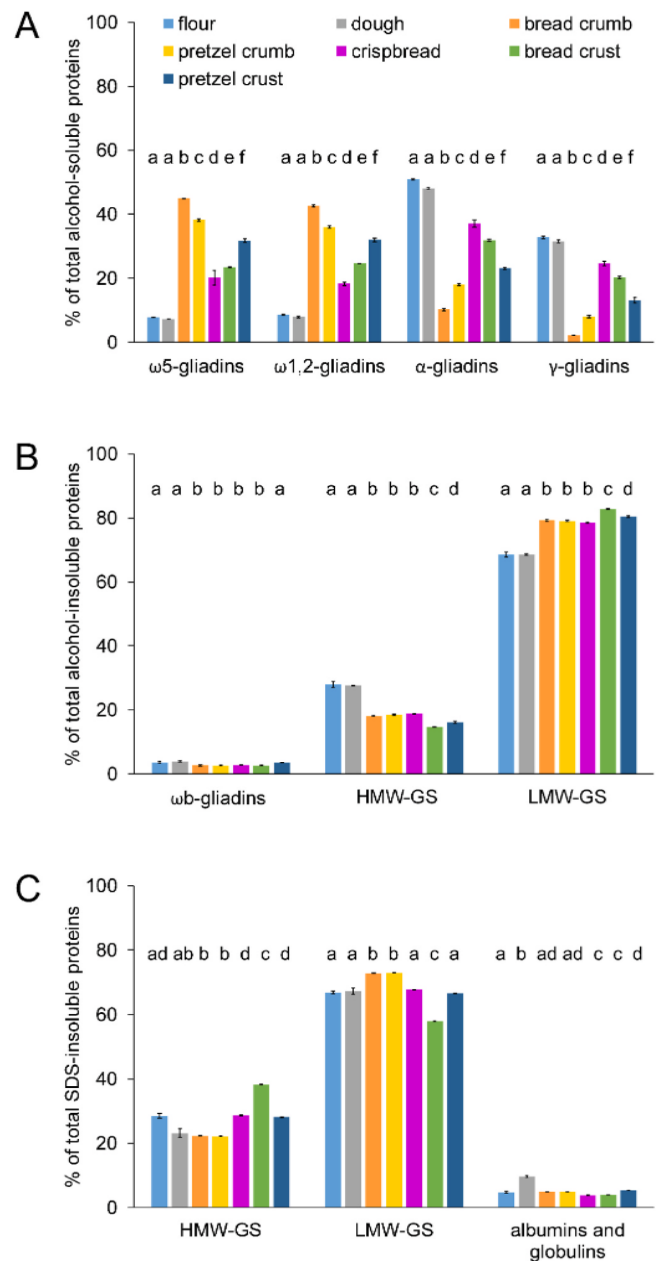 A
flour dough bread crumb
pretzel crumb crispbread bread crust
pretzel crust
% of total alcohol-soluble proteins
100
80
60
40
20
0
a a b c d e f a a b c d e f a a b c d e f a a b c d e f
ω5-gliadins ω1,2-gliadins α-gliadins γ-gliadins
B
% of total alcohol-insoluble proteins
100
80
60
40
20
0
a a b b b b a a a b b b c d a a b b b c d
ωb-gliadins HMW-GS LMW-GS
C
% of total SDS-insoluble proteins
100
80
60
40
20
0
ad ab b b d c d a a b b a c a a b ad ad c c d
HMW-GS LMW-GS albumins and
globulins